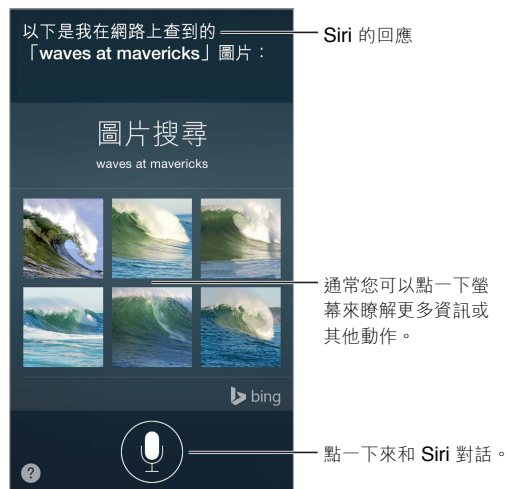 以下是我在網路上查到的
「waves at mavericks」圖片：
Siri 的回應
圖片搜尋
waves at mavericks
通常您可以點一下螢
幕來瞭解更多資訊或
其他動作。
bing
點一下來和 Siri 對話。
?